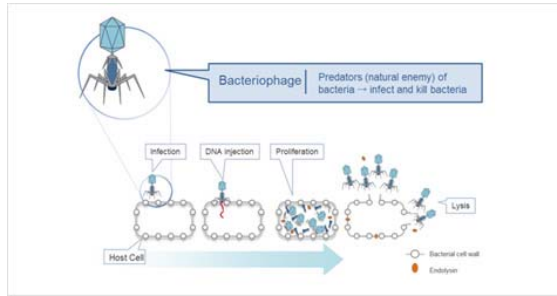 Bacteriophage
Predators (natural enemy) of
bacteria → infect and kill bacteria
Infection
DNA injection
Proliferation
Lysis
Host Cell
Bacterial cell wall
Endolysin